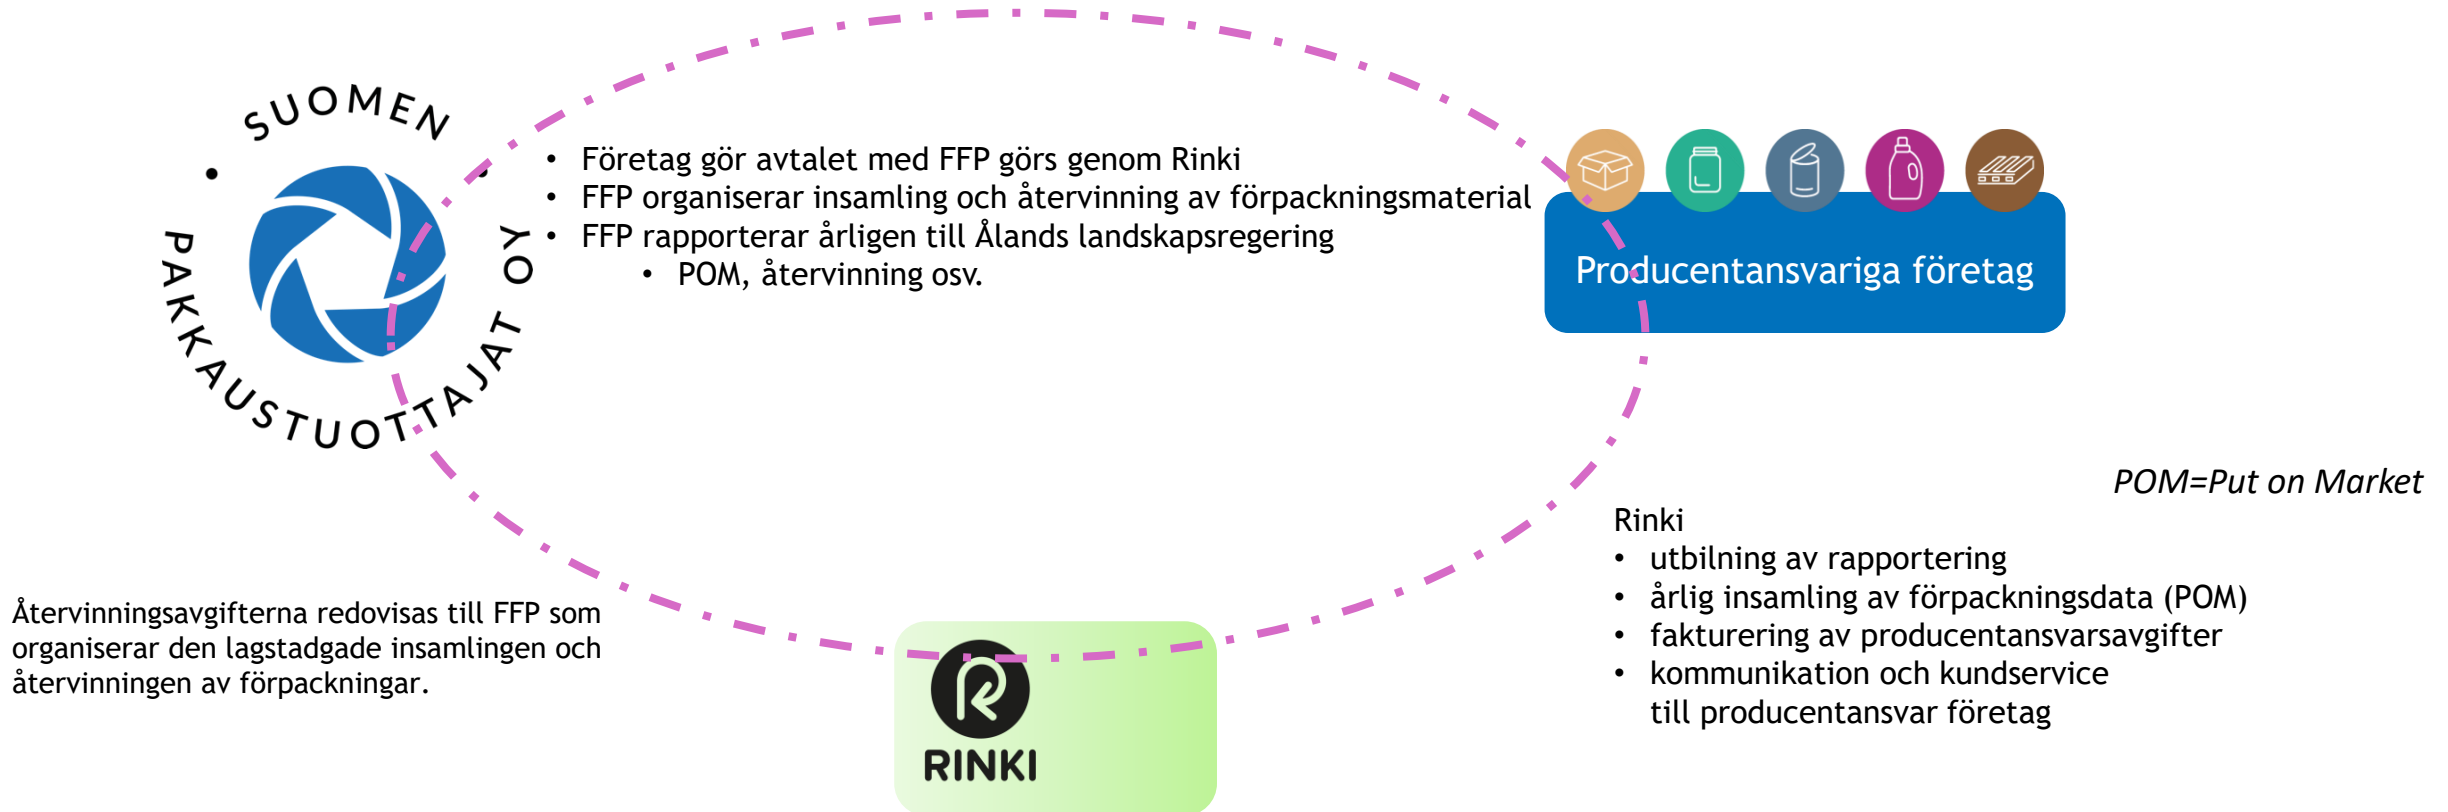 • SUOMEN •
PAKKAUSTUOTTAJAT OY
• Företag gör avtalet med FFP görs genom Rinki
• FFP organiserar insamling och återvinning av förpackningsmaterial
• FFP rapporterar årligen till Ålands landskapsregering
• POM, återvinning osv.
Producentansvariga företag
POM=Put on Market
Rinki
• utbilning av rapportering
• årlig insamling av förpackningsdata (POM)
• fakturering av producentansvarsavgifter
• kommunikation och kundservice
till producentansvar företag
Återvinningsavgifterna redovisas till FFP som
organiserar den lagstadgade insamlingen och
återvinningen av förpackningar.
RINKI